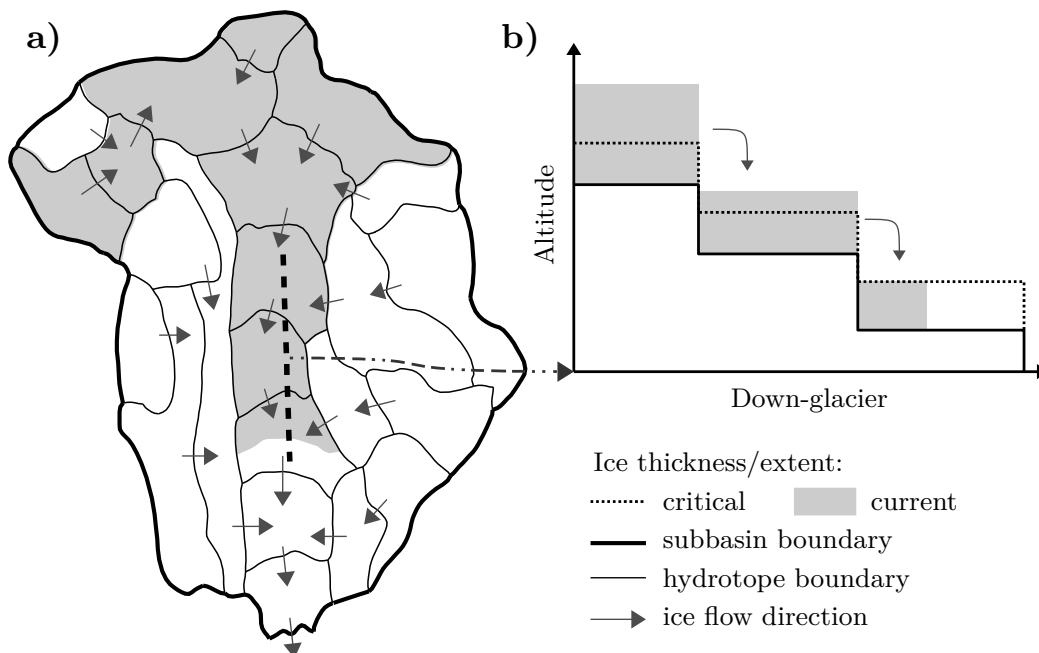 a)
b)
Altitude
Down-glacier
Ice thickness/extent:
critical current
subbasin boundary
hydrotope boundary
ice flow direction